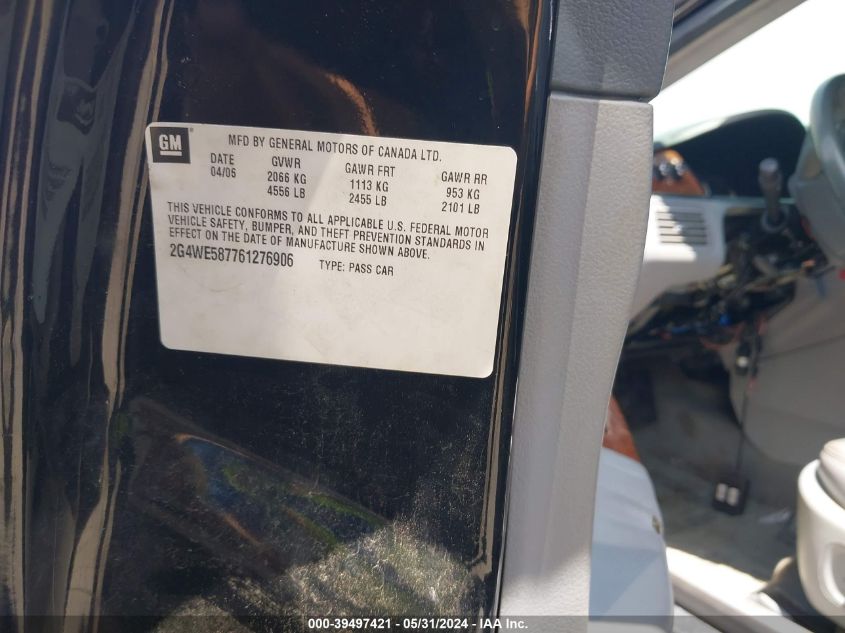 GM
MFD BY GENERAL MOTORS OF CANADA LTD.
DATE GVWR GAWR FRT GAWR RR
04/06 2066 KG 1113 KG 953 KG
4556 LB 2455 LB 2101 LB
THIS VEHICLE CONFORMS TO ALL APPLICABLE U.S. FEDERAL MOTOR
VEHICLE SAFETY, BUMPER, AND THEFT PREVENTION STANDARDS IN
EFFECT ON THE DATE OF MANUFACTURE SHOWN ABOVE.
2G4WE587761276906 TYPE: PASS CAR
000-39497421 - 05/31/2024 - IAA Inc.